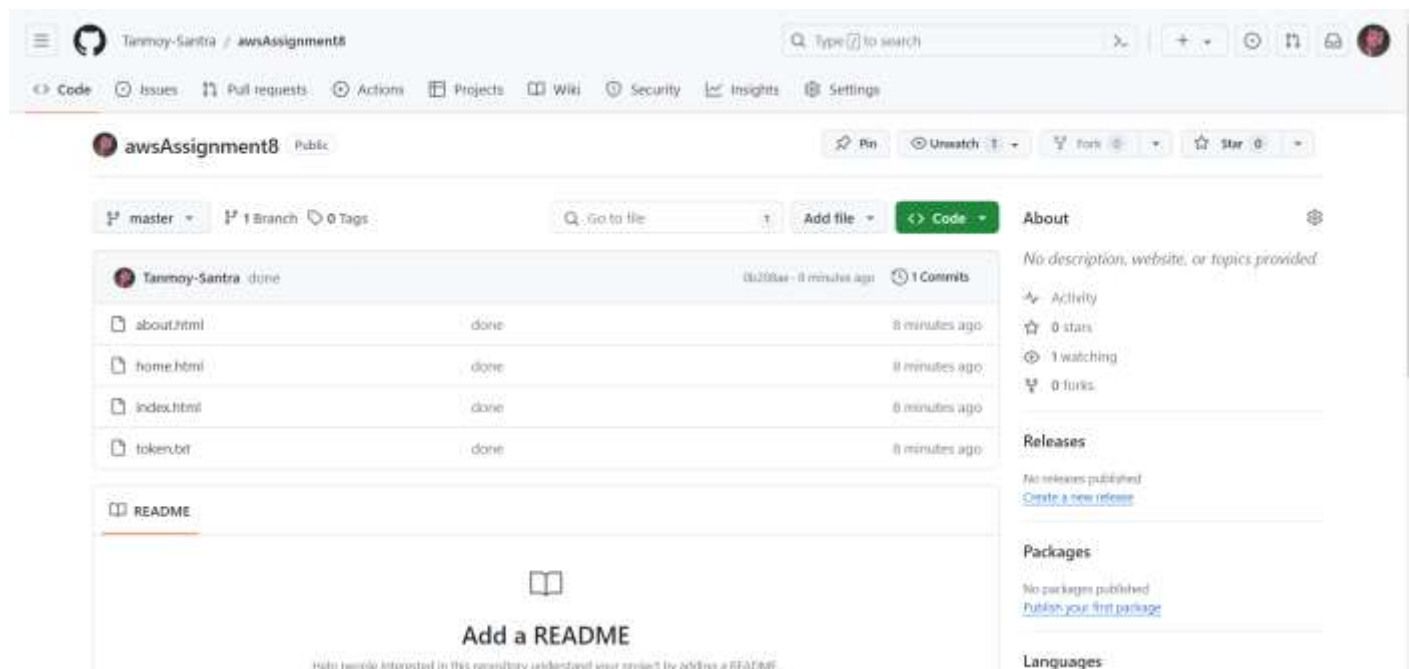 Tanmoy-Santra / awsAssignment8
Type / to search
Code Issues Pull requests Actions Projects Wiki Security Insights Settings
awsAssignment8 Public
Pin Unwatch 1 Fork 0 Star 0
master 1 Branch 0 Tags Go to file t Add file Code
Tanmoy-Santra done 8 minutes ago 1 Commits
about.html done 8 minutes ago
home.html done 8 minutes ago
index.html done 8 minutes ago
token.txt done 8 minutes ago
README
Add a README
Help people interested in this repository understand your project by adding a README.
About
No description, website, or topics provided.
Activity
0 stars
1 watching
0 forks
Releases
No releases published
Create a new release
Packages
No packages published
Publish your first package
Languages